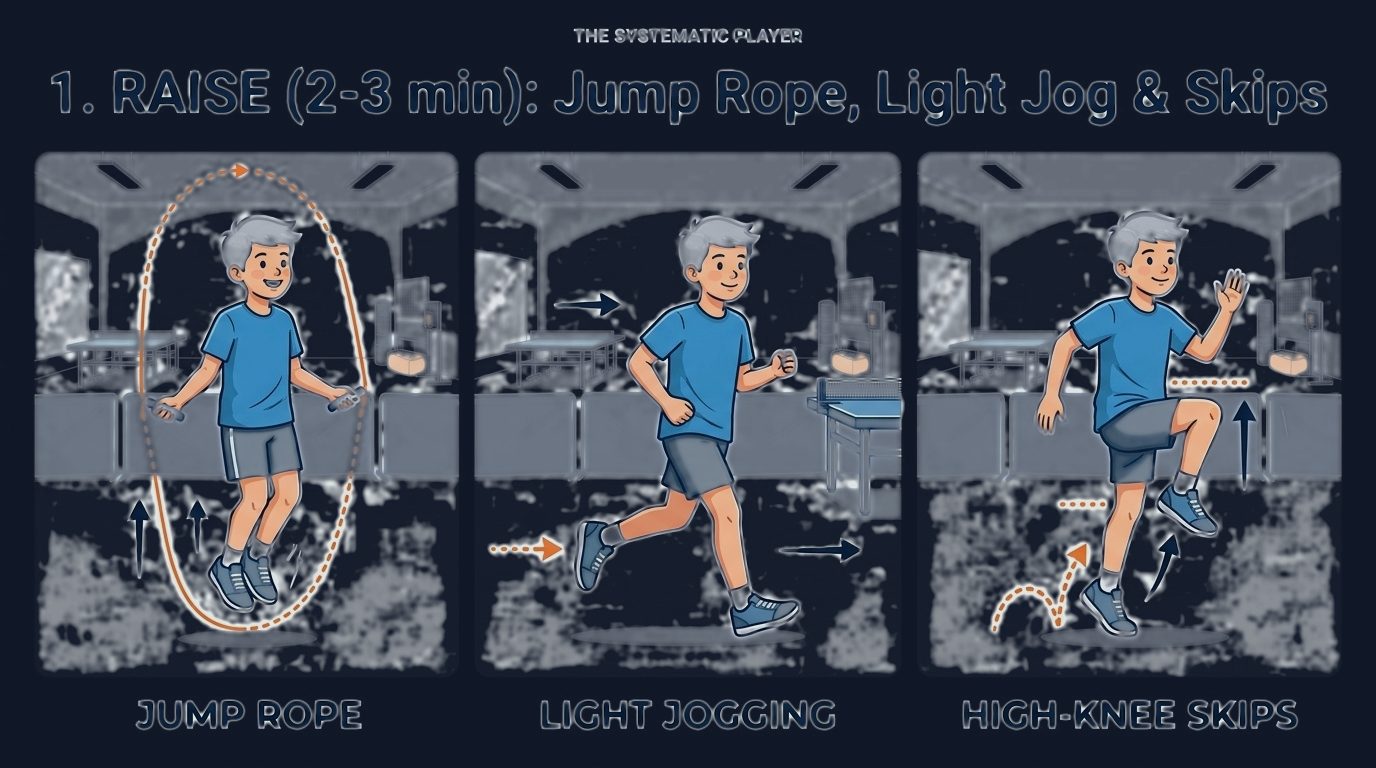 THE SYSTEMATIC PLAYER
1. RAISE (2-3 min): Jump Rope, Light Jog & Skips
JUMP ROPE
LIGHT JOGGING
HIGH-KNEE SKIPS